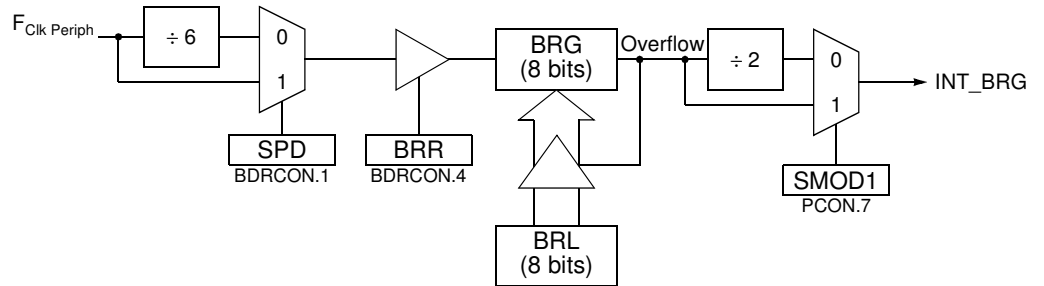 F Clk Periph
÷ 6
0
1
SPD
BDRCON.1
BRR
BDRCON.4
BRG
(8 bits)
Overflow
÷ 2
0
1
INT_BRG
SMOD1
PCON.7
BRL
(8 bits)